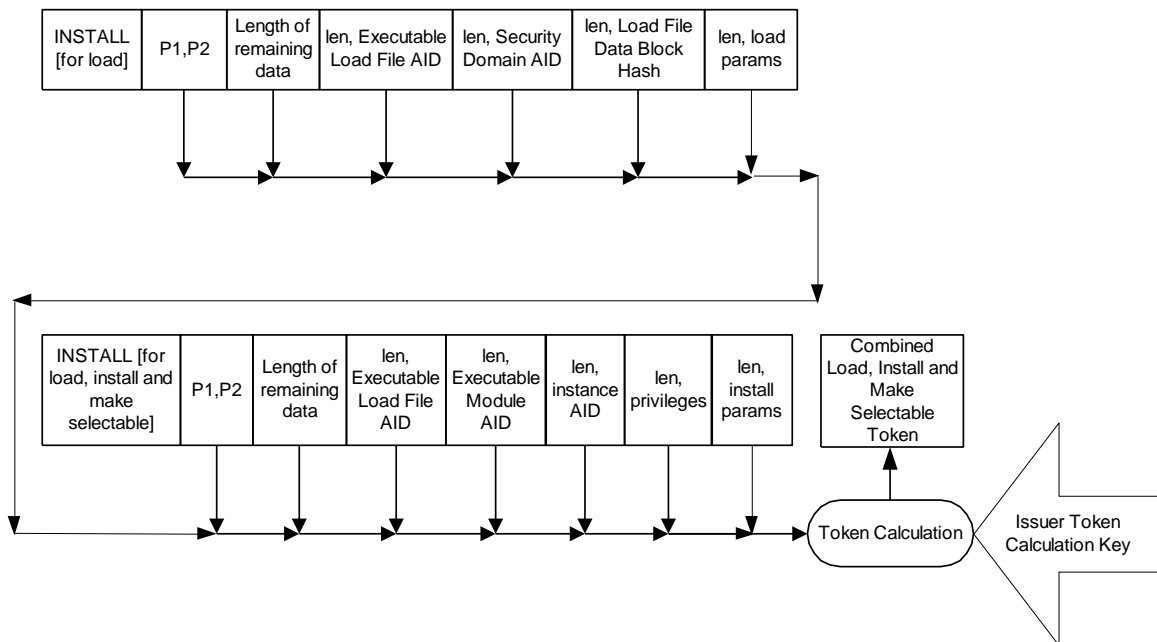 INSTALL
[for load]
P1,P2
Length of
remaining
data
len, Executable
Load File AID
len, Security
Domain AID
len, Load File
Data Block
Hash
len, load
params
INSTALL [for
load, install and
make
selectable]
P1,P2
Length of
remaining
data
len,
Executable
Load File
AID
len,
Executable
Module
AID
len,
instance
AID
len,
privileges
len,
install
params
Combined
Load, Install and
Make
Selectable
Token
Token Calculation
Issuer Token
Calculation Key